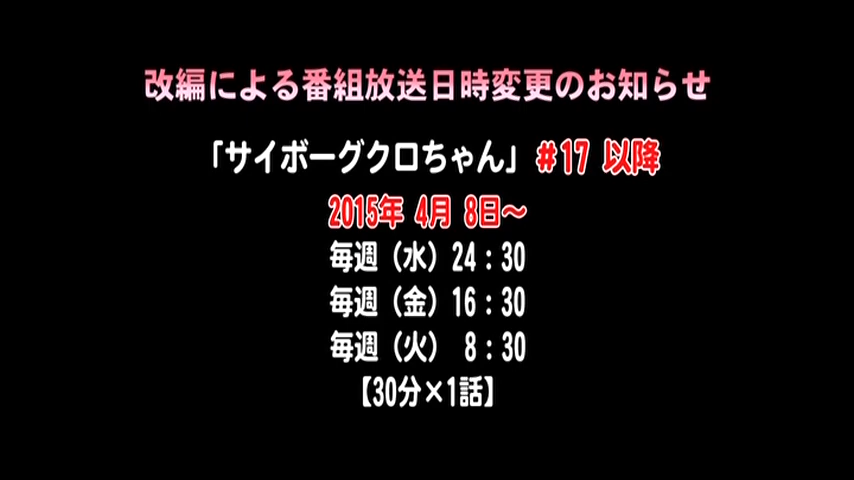 改編による番組放送日時変更のお知らせ
「サイボーグクロちゃん」 #17 以降
2015年 4月 8日～
毎週（水）24：30
毎週（金）16：30
毎週（火） 8：30
【30分×1話】